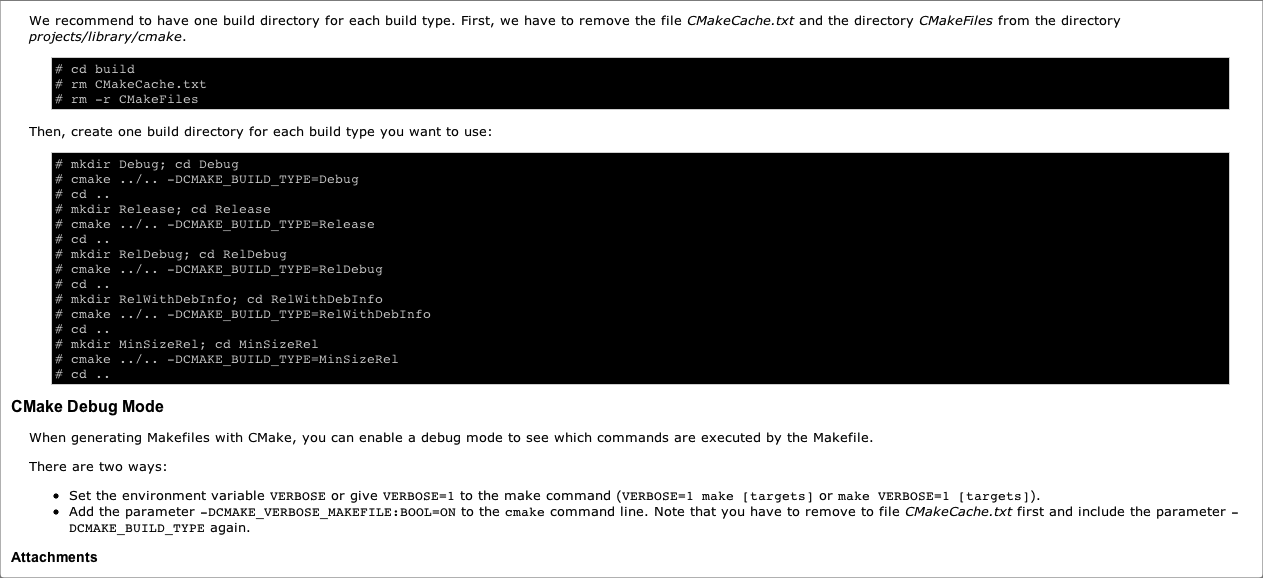 We recommend to have one build directory for each build type. First, we have to remove the file CMakeCache.txt and the directory CMakeFiles from the directory
projects/library/cmake.
# cd build
# rm CMakeCache.txt
# rm -r CMakeFiles
Then, create one build directory for each build type you want to use:
# mkdir Debug; cd Debug
# cmake ../.. -DCMAKE_BUILD_TYPE=Debug
# cd ..
# mkdir Release; cd Release
# cmake ../.. -DCMAKE_BUILD_TYPE=Release
# cd ..
# mkdir RelDebug; cd RelDebug
# cmake ../.. -DCMAKE_BUILD_TYPE=RelDebug
# cd ..
# mkdir RelWithDebInfo; cd RelWithDebInfo
# cmake ../.. -DCMAKE_BUILD_TYPE=RelWithDebInfo
# cd ..
# mkdir MinSizeRel; cd MinSizeRel
# cmake ../.. -DCMAKE_BUILD_TYPE=MinSizeRel
# cd ..
CMake Debug Mode
When generating Makefiles with CMake, you can enable a debug mode to see which commands are executed by the Makefile.
There are two ways:
• Set the environment variable VERBOSE or give VERBOSE=1 to the make command (VERBOSE=1 make [targets] or make VERBOSE=1 [targets]).
• Add the parameter -DCMAKE_VERBOSE_MAKEFILE:BOOL=ON to the cmake command line. Note that you have to remove to file CMakeCache.txt first and include the parameter -
DCMAKE_BUILD_TYPE again.
Attachments